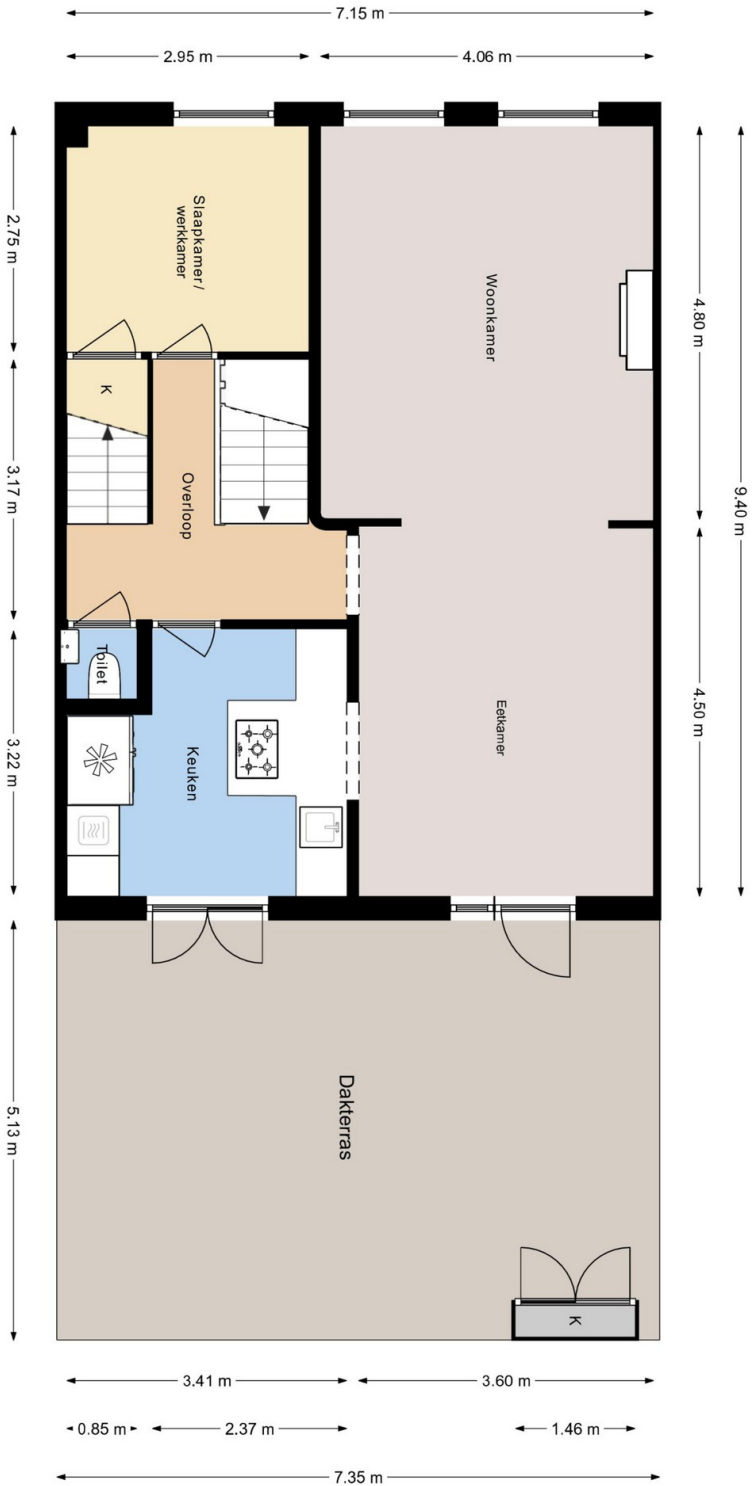 7.15 m
2.95 m
4.06 m
2.75 m
Slaapkamer /
werkkamer
Woonkamer
4.80 m
9.40 m
K
3.17 m
Overloop
Toilet
3.22 m
Keuken
Eetkamer
4.50 m
5.13 m
Dakterras
K
3.41 m
3.60 m
0.85 m
2.37 m
1.46 m
7.35 m